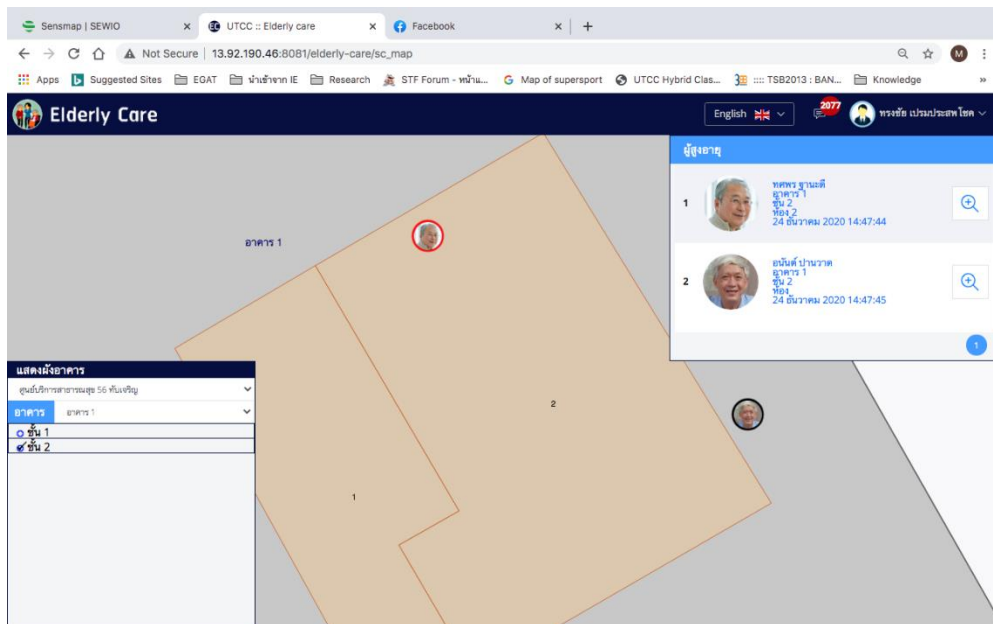 Sensmap | SEWIO
UTCC :: Elderly care
Facebook
Not Secure | 13.92.190.46:8081/elderly-care/sc_map
M
Apps Suggested Sites EGAT นำเข้าจาก IE Research STF Forum - หน้าแ... Map of supersport UTCC Hybrid Clas... :::: TSB2013 : BAN... Knowledge »
Elderly Care
English
2077
ทรงชัย เปรมประสพโชค
ผู้สูงอายุ
1
ทศพร ฐานะดี
อาคาร 1
ชั้น 2
ห้อง 2
24 ธันวาคม 2020 14:47:44
2
อนันต์ ปานวาด
อาคาร 1
ชั้น 2
ห้อง
24 ธันวาคม 2020 14:47:45
1
อาคาร 1
แสดงผังอาคาร
ศูนย์บริการสาธารณสุข 56 ทับเจริญ
อาคาร อาคาร 1
ชั้น 1
ชั้น 2
2
1